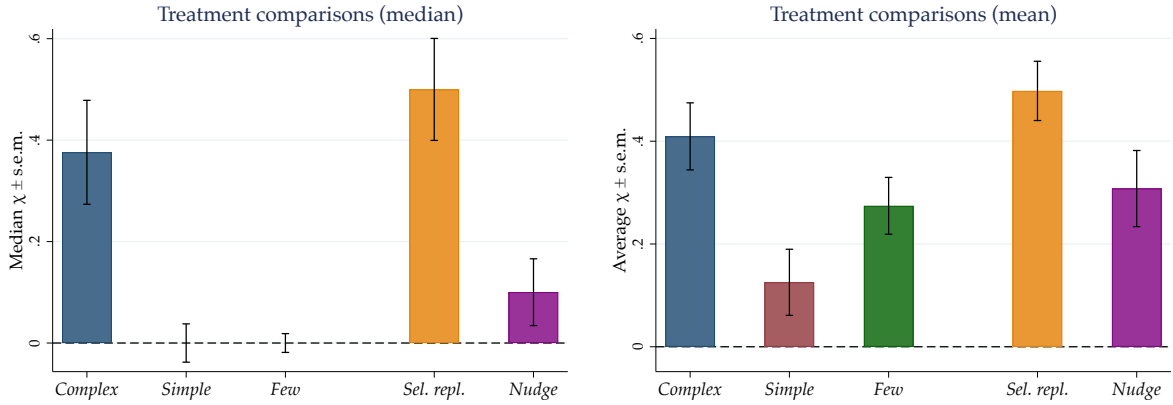 Treatment comparisons (median)
Median χ ± s.e.m.
.6
.4
.2
0
Complex Simple Few Sel. repl. Nudge
Treatment comparisons (mean)
Average χ ± s.e.m.
.6
.4
.2
0
Complex Simple Few Sel. repl. Nudge